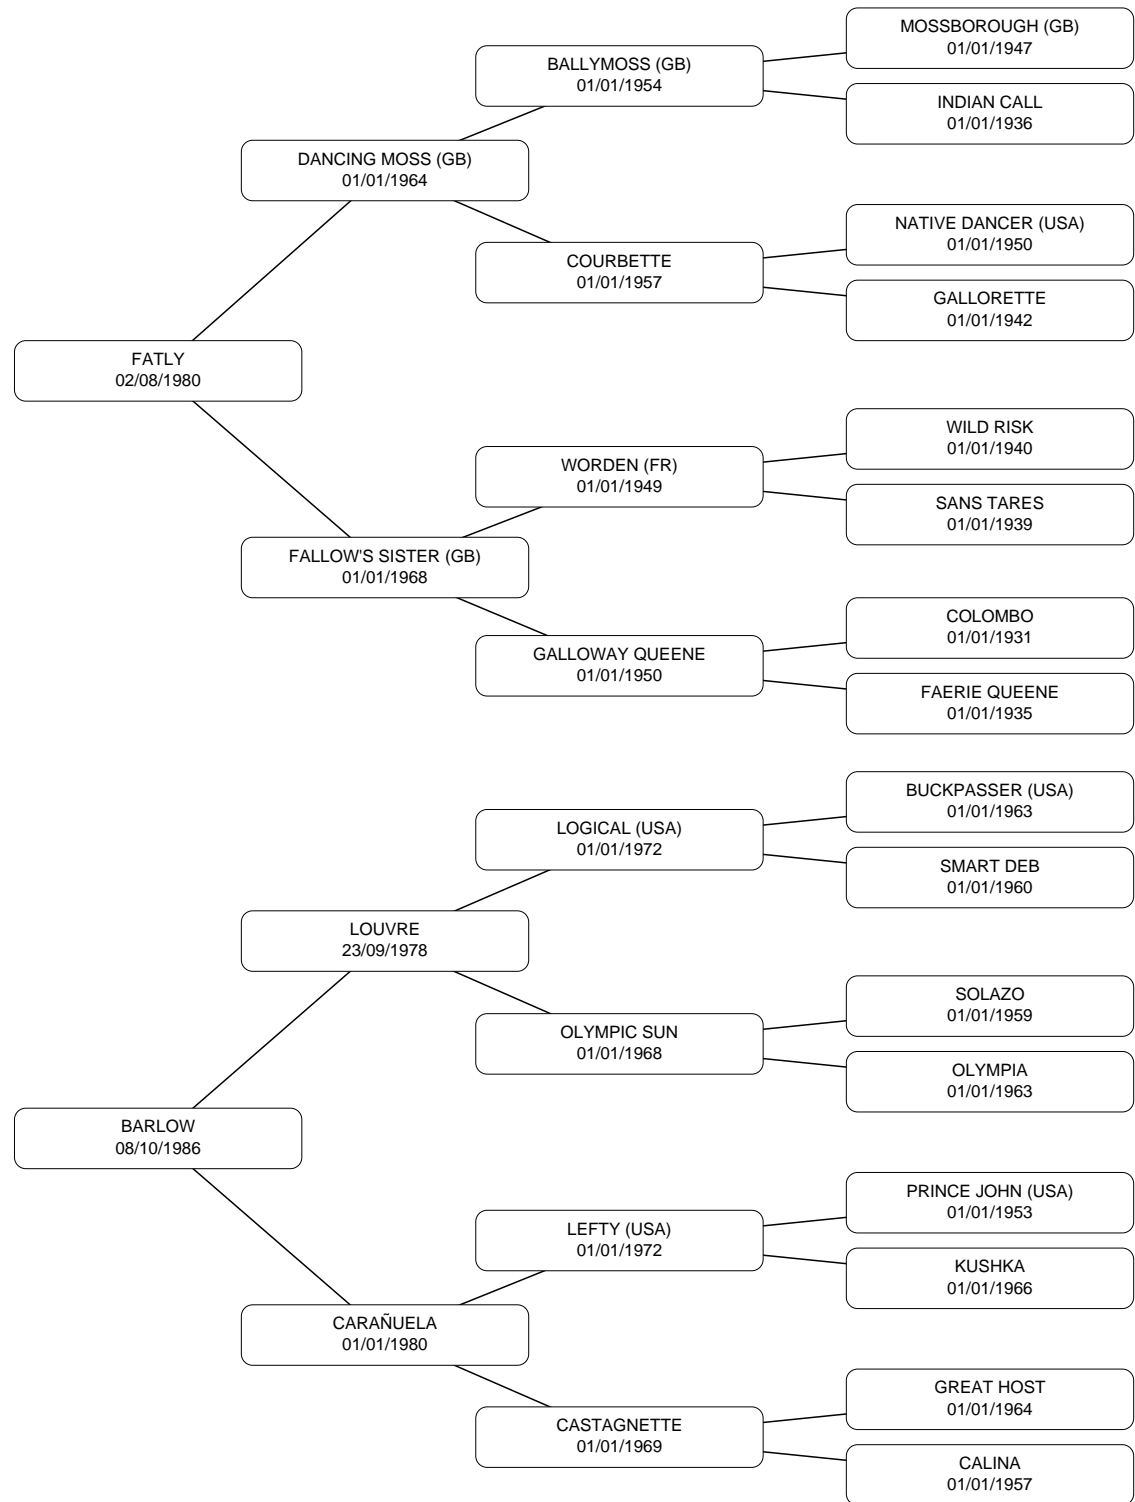 MOSSBOROUGH (GB)
01/01/1947
BALLYMOSS (GB)
01/01/1954
INDIAN CALL
01/01/1936
DANCING MOSS (GB)
01/01/1964
NATIVE DANCER (USA)
01/01/1950
COURBETTE
01/01/1957
GALLORETTE
01/01/1942
FATLY
02/08/1980
WILD RISK
01/01/1940
WORDEN (FR)
01/01/1949
SANS TARES
01/01/1939
FALLOW'S SISTER (GB)
01/01/1968
COLOMBO
01/01/1931
GALLOWAY QUEENE
01/01/1950
FAERIE QUEENE
01/01/1935
BUCKPASSER (USA)
01/01/1963
LOGICAL (USA)
01/01/1972
SMART DEB
01/01/1960
LOUVRE
23/09/1978
SOLAZO
01/01/1959
OLYMPIC SUN
01/01/1968
OLYMPIA
01/01/1963
BARLOW
08/10/1986
PRINCE JOHN (USA)
01/01/1953
LEFTY (USA)
01/01/1972
KUSHKA
01/01/1966
CARAÑUELA
01/01/1980
GREAT HOST
01/01/1964
CASTAGNETTE
01/01/1969
CALINA
01/01/1957